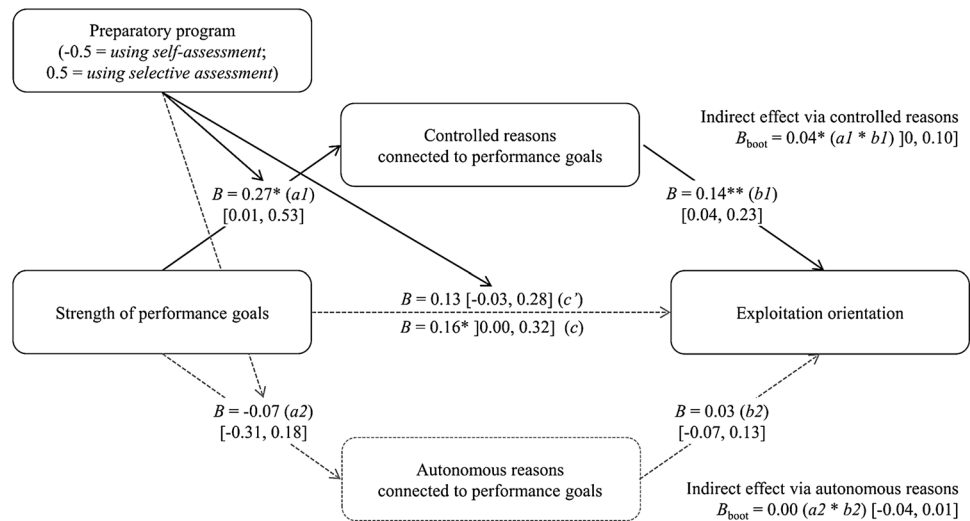 Preparatory program
(-0.5 = using self-assessment;
0.5 = using selective assessment)
Controlled reasons
connected to performance goals
Indirect effect via controlled reasons
Bboot = 0.04* (a1 * b1) ]0, 0.10]
B = 0.27* (a1)
[0.01, 0.53]
B = 0.14** (b1)
[0.04, 0.23]
Strength of performance goals
B = 0.13 [-0.03, 0.28] (c’)
B = 0.16* ]0.00, 0.32] (c)
Exploitation orientation
B = -0.07 (a2)
[-0.31, 0.18]
B = 0.03 (b2)
[-0.07, 0.13]
Autonomous reasons
connected to performance goals
Indirect effect via autonomous reasons
Bboot = 0.00 (a2 * b2) [-0.04, 0.01]